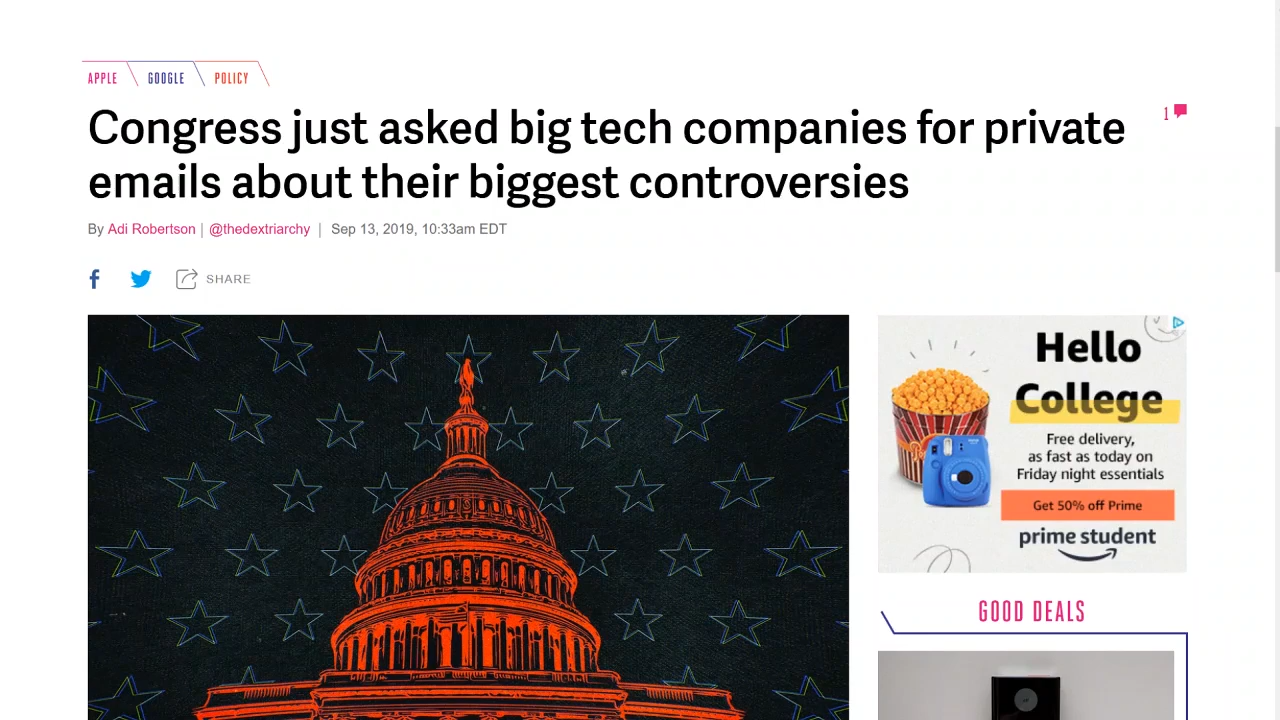 APPLE GOOGLE POLICY
Congress just asked big tech companies for private
emails about their biggest controversies
1
By Adi Robertson | @thedextriarchy | Sep 13, 2019, 10:33am EDT
SHARE
Hello
College
Free delivery,
as fast as today on
Friday night essentials
Get 50% off Prime
prime student
GOOD DEALS